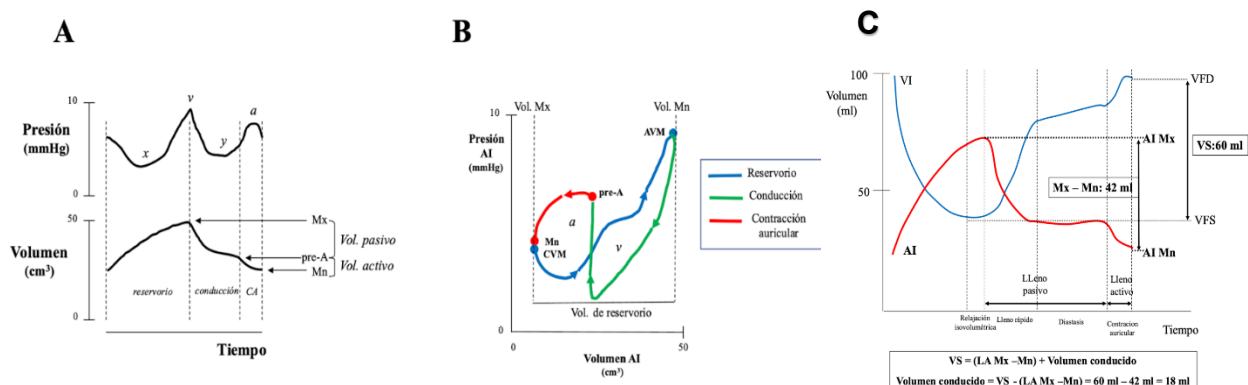 A
10
Presión
(mmHg)
0
v
a
x
y
50
Volumen
(cm³)
0
Mx
Vol. pasivo
pre-A
Vol. activo
Mn
reservorio
conducción
CA
Tiempo
B
Vol. Mx
Vol. Mn
10
Presión
AI
(mmHg)
AVM
pre-A
a
v
Mn
CVM
0
Vol. de reservorio
0
50
Volumen AI
(cm³)
Reservorio
Conducción
Contracción
auricular
C
100
Volumen
(ml)
50
VI
AI
VFD
AI Mx
VS:60 ml
Mx – Mn: 42 ml
VFS
AI Mn
LLeno
pasivo
Lleno
activo
Relajación
isovolumétrica
Lleno rápido
Diastasis
Contracion
auricular
Tiempo
VS = (LA Mx –Mn) + Volumen conducido
Volumen conducido = VS - (LA Mx –Mn) = 60 ml – 42 ml = 18 ml